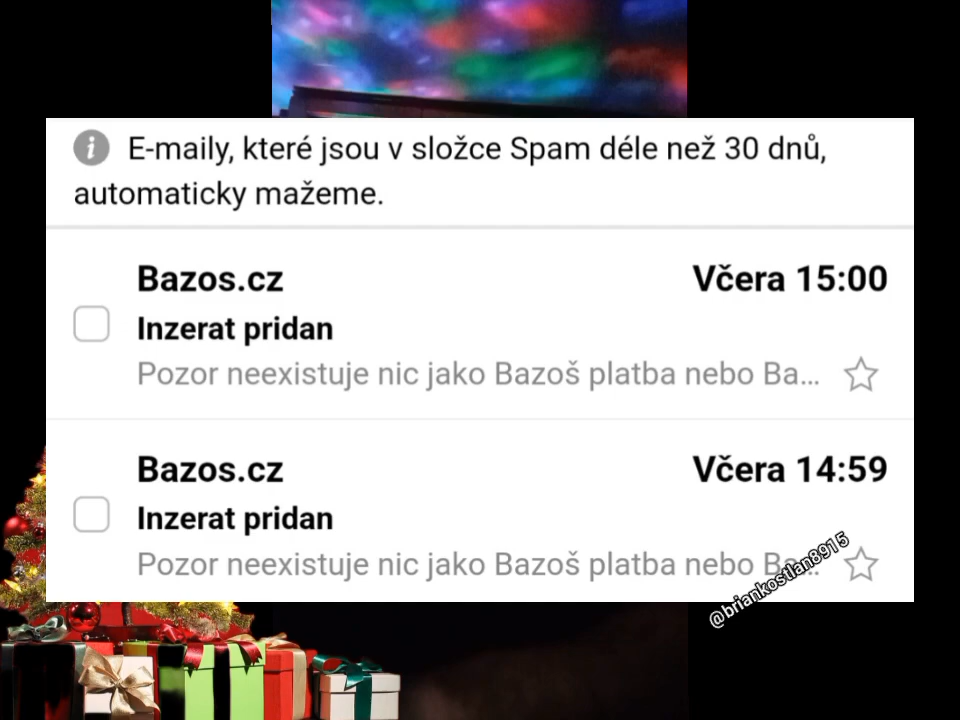 E-maily, které jsou v složce Spam déle než 30 dnů,
automaticky mažeme.
Bazos.cz
Včera 15:00
Inzerat pridan
Pozor neexistuje nic jako Bazoš platba nebo Ba...
Bazos.cz
Včera 14:59
Inzerat pridan
Pozor neexistuje nic jako Bazoš platba nebo Ba...
@briankostlan8915